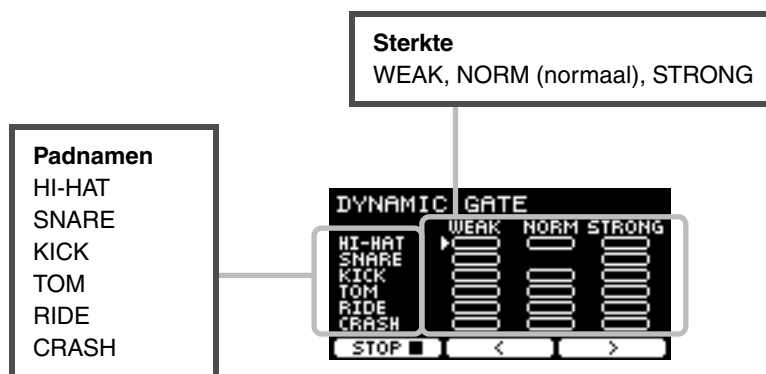 Sterkte
WEAK, NORM (normaal), STRONG
Padnamen
HI-HAT
SNARE
KICK
TOM
RIDE
CRASH
DYNAMIC GATE
WEAK NORM STRONG
HI-HAT
SNARE
KICK
TOM
RIDE
CRASH
STOP ■ < >